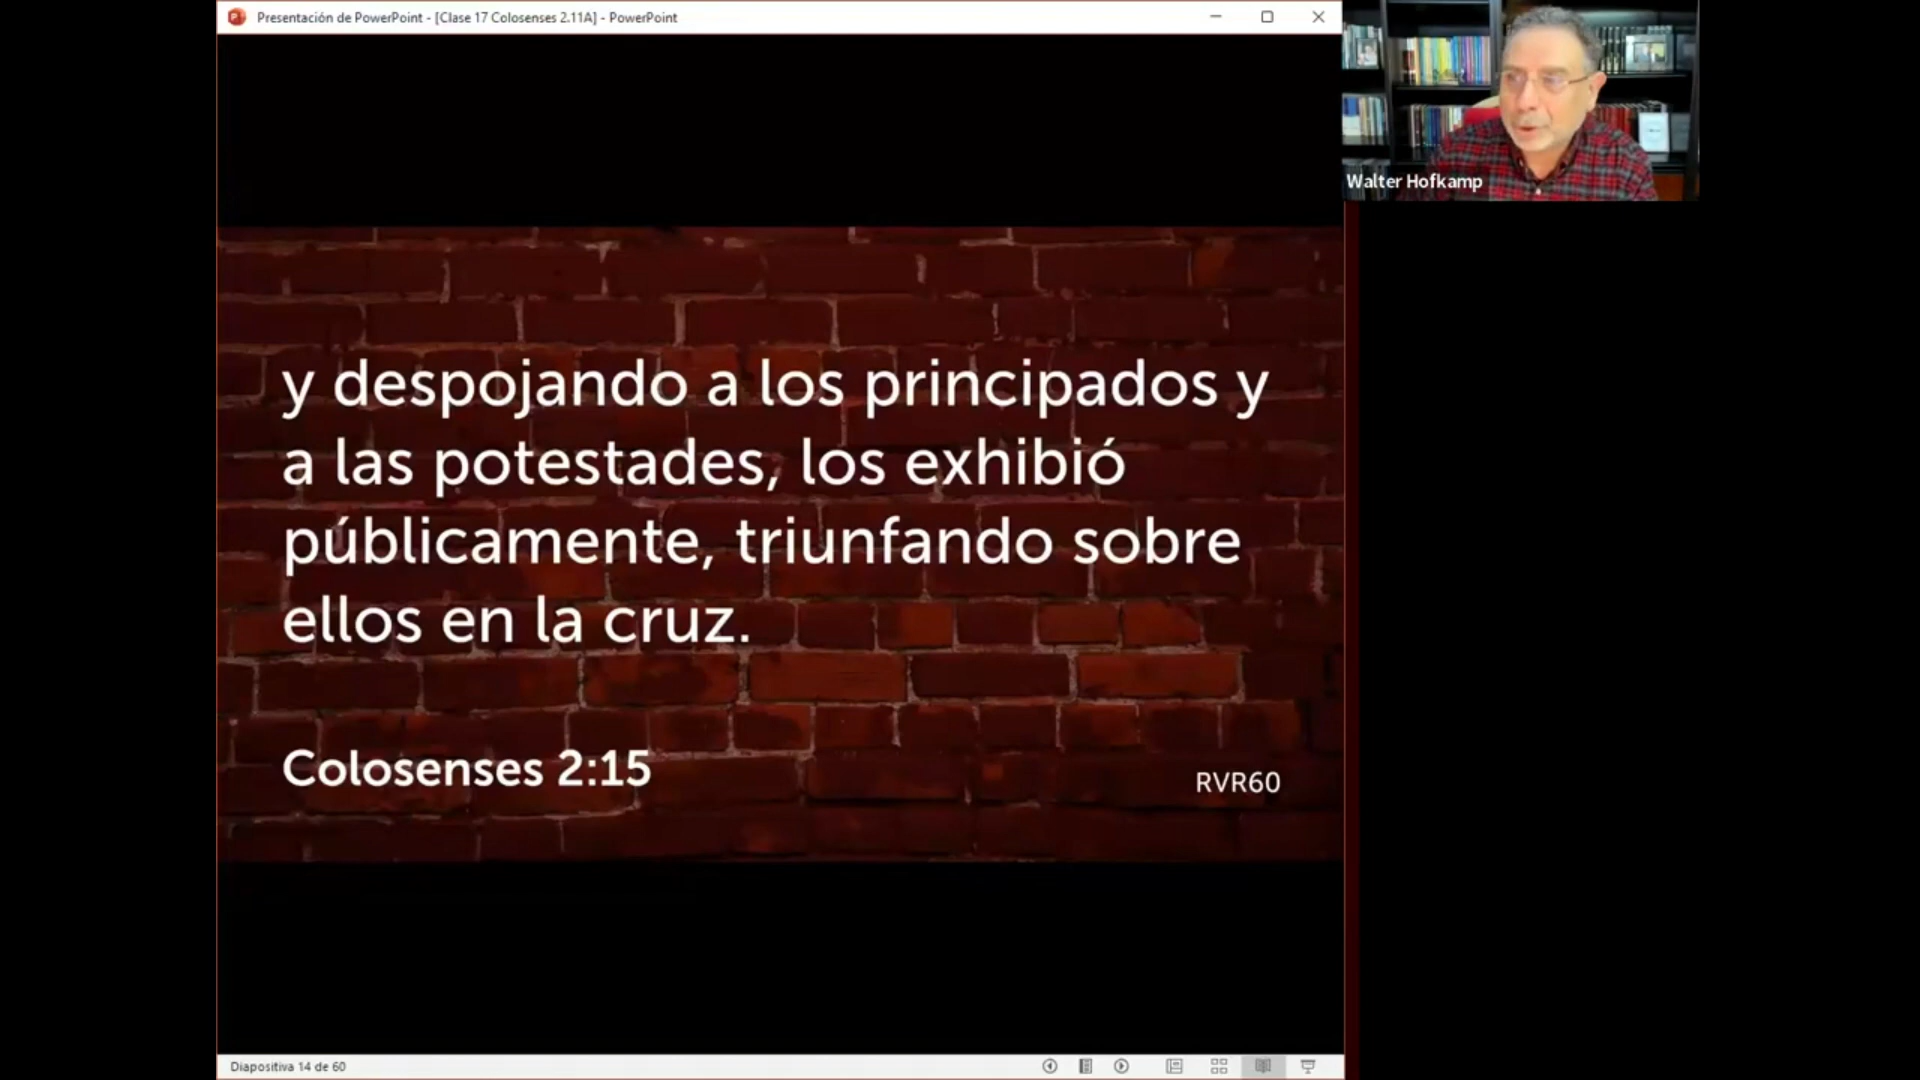 Presentación de PowerPoint - [Clase 17 Colosenses 2.11A] - PowerPoint
Walter Hofkamp
y despojando a los principados y
a las potestades, los exhibió
públicamente, triunfando sobre
ellos en la cruz.
Colosenses 2:15
RVR60
Diapositiva 14 de 60